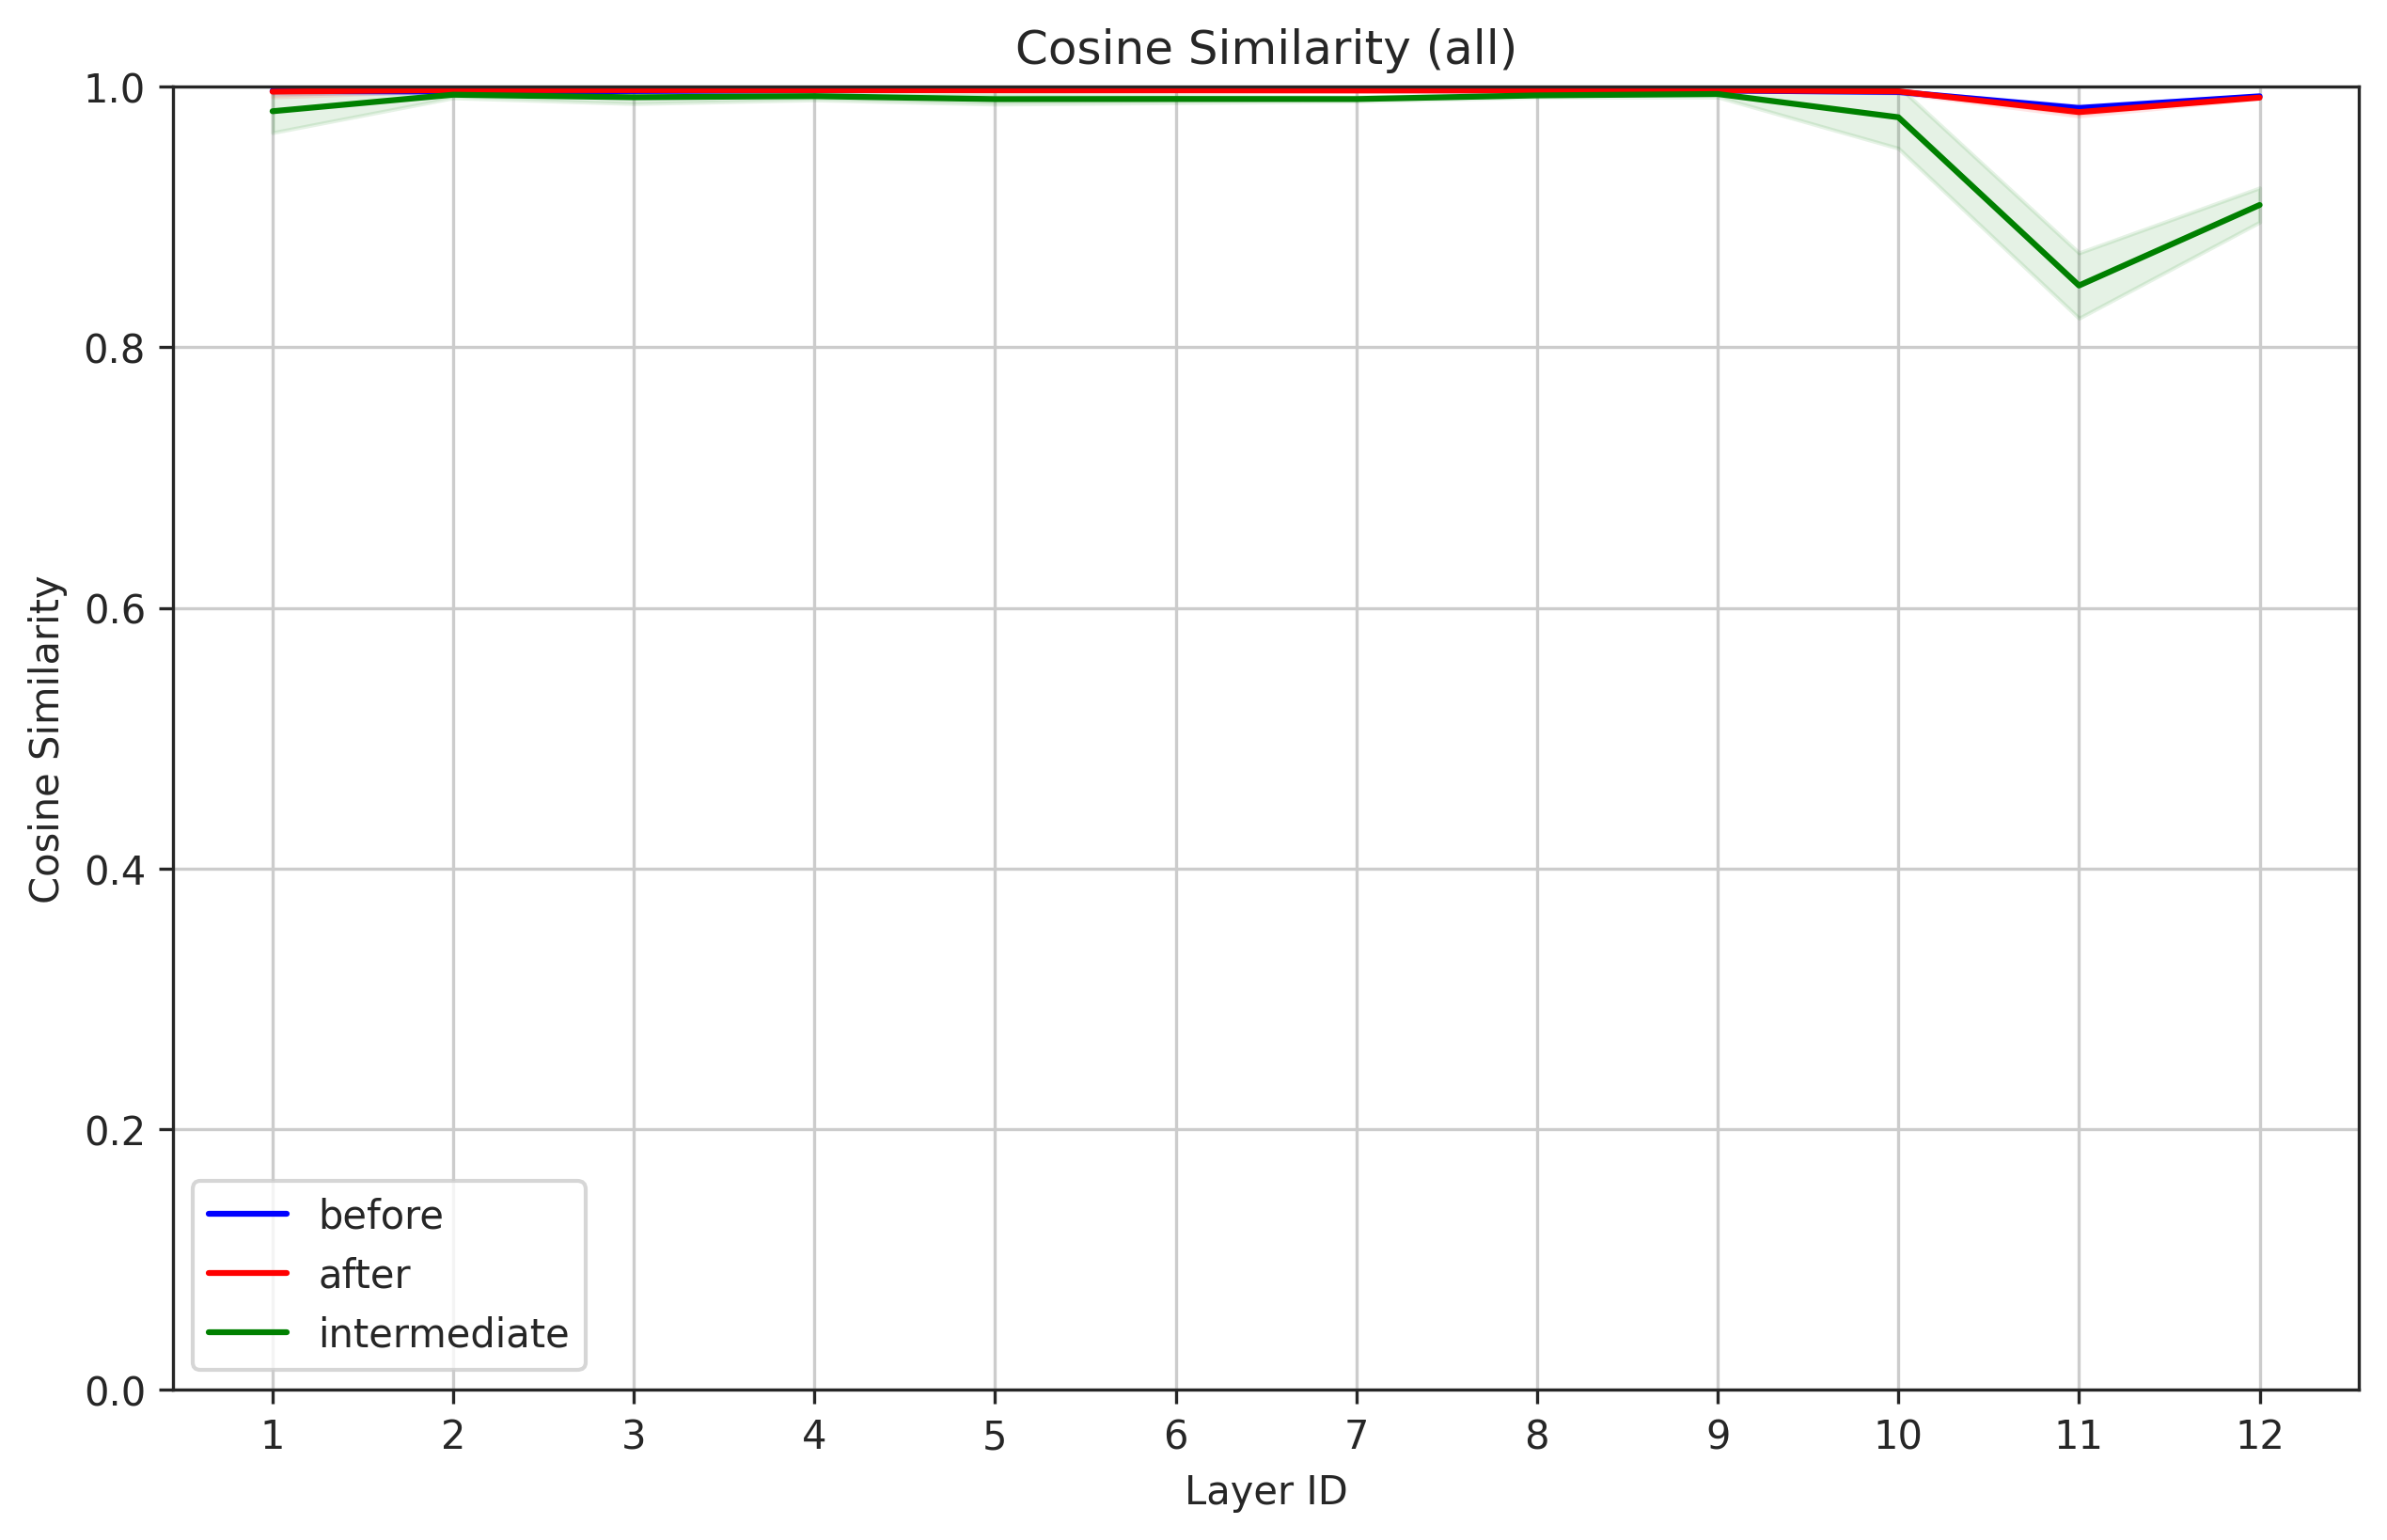 Cosine Similarity (all)
1.0
0.8
0.6
0.4
0.2
0.0
Cosine Similarity
before
after
intermediate
1 2 3 4 5 6 7 8 9 10 11 12
Layer ID